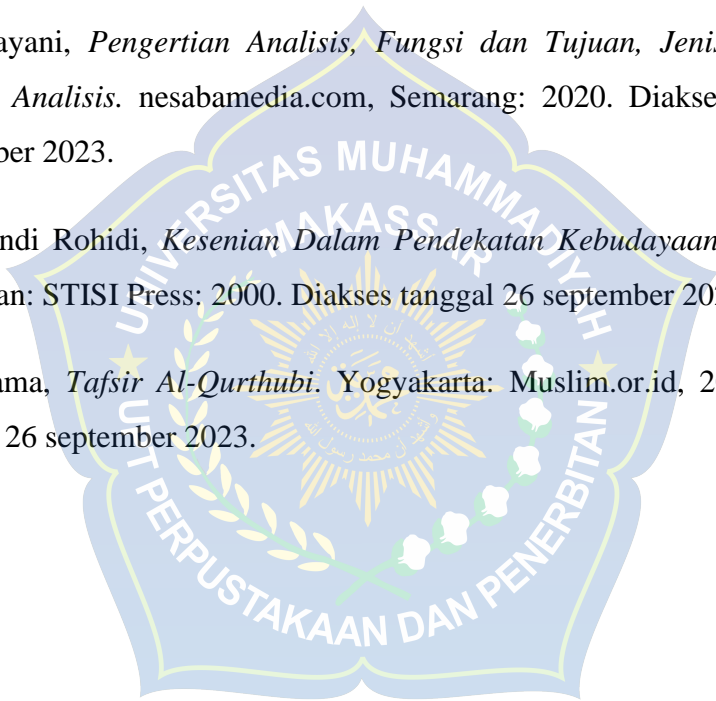 ayani, Pengertian Analisis, Fungsi dan Tujuan, Jenis
Analisis. nesabamedia.com, Semarang: 2020. Diakse
ber 2023.
ndi Rohidi, Kesenian Dalam Pendekatan Kebudayaan
an: STISI Press: 2000. Diakses tanggal 26 september 202
ama, Tafsir Al-Qurthubi. Yogyakarta: Muslim.or.id, 2
26 september 2023.
UNIVERSITAS MUHAMMADIYAH
MAKASSAR
UPT PERPUSTAKAAN DAN PENERBITAN